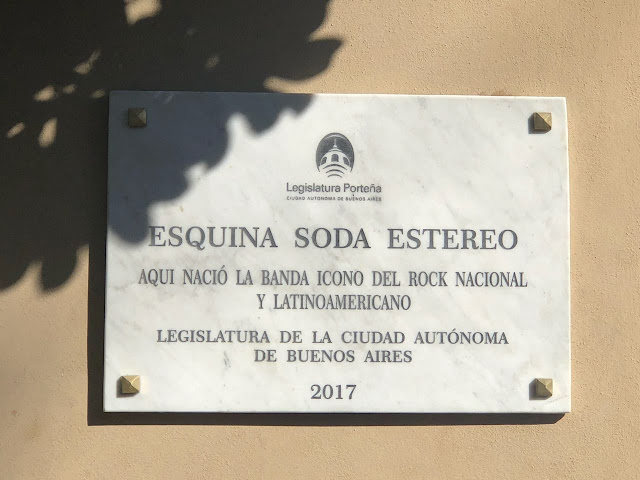 Legislatura Porteña
CIUDAD AUTONOMA DE BUENOS AIRES
ESQUINA SODA ESTEREO
AQUI NACIÓ LA BANDA ICONO DEL ROCK NACIONAL
Y LATINOAMERICANO
LEGISLATURA DE LA CIUDAD AUTÓNOMA
DE BUENOS AIRES
2017